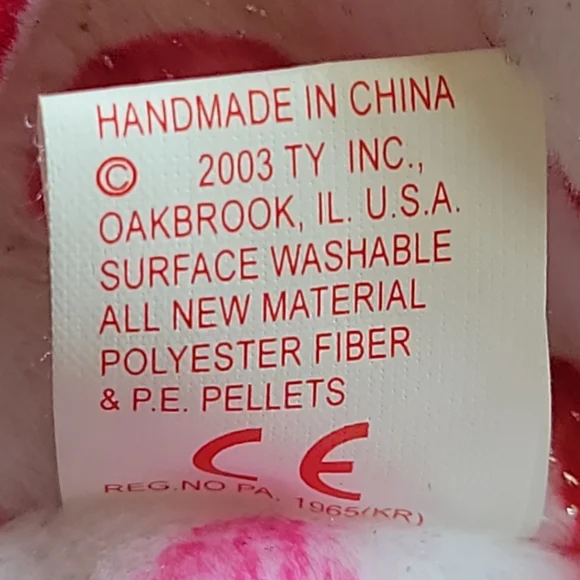 HANDMADE IN CHINA
© 2003 TY INC.,
OAKBROOK, IL. U.S.A.
SURFACE WASHABLE
ALL NEW MATERIAL
POLYESTER FIBER
& P.E. PELLETS
CE
REG.NO PA. 1965(KR)